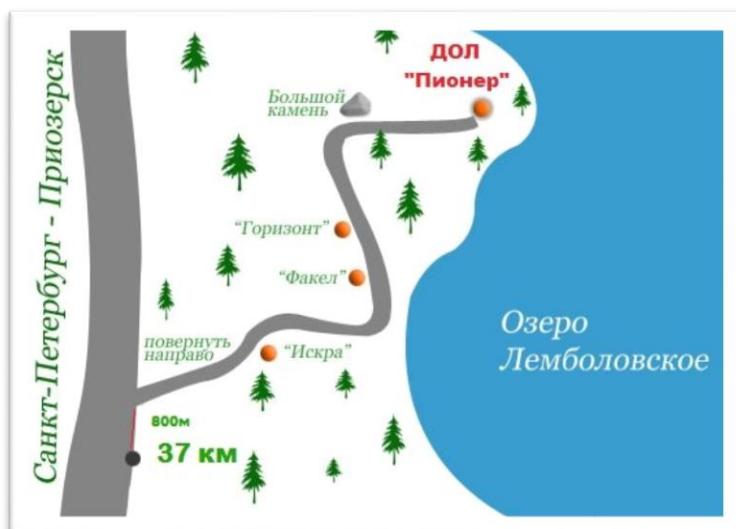 Санкт-Петербург - Приозерск
ДОЛ
"Пионер"
Большой
камень
“Горизонт”
“Факел”
повернуть
направо
“Искра”
Озеро
Лемболовское
800м
37 км